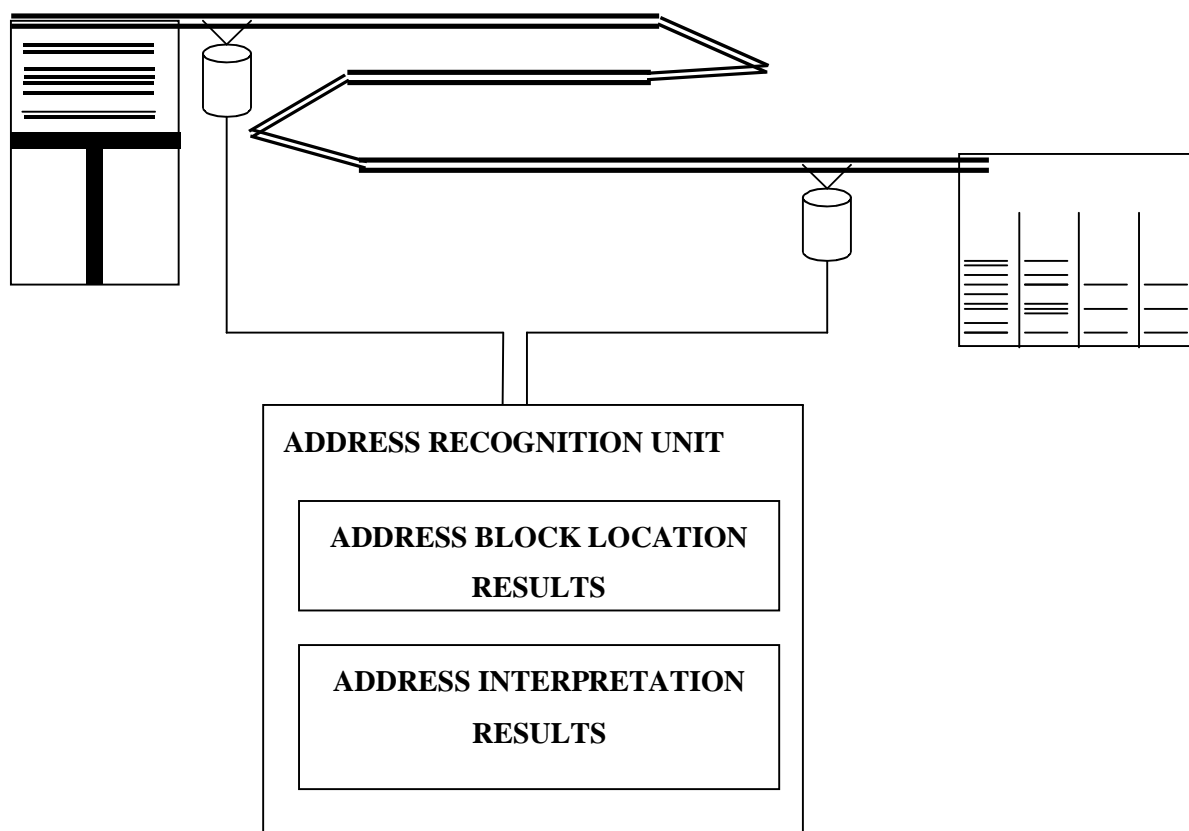 ADDRESS RECOGNITION UNIT
ADDRESS BLOCK LOCATION
RESULTS
ADDRESS INTERPRETATION
RESULTS